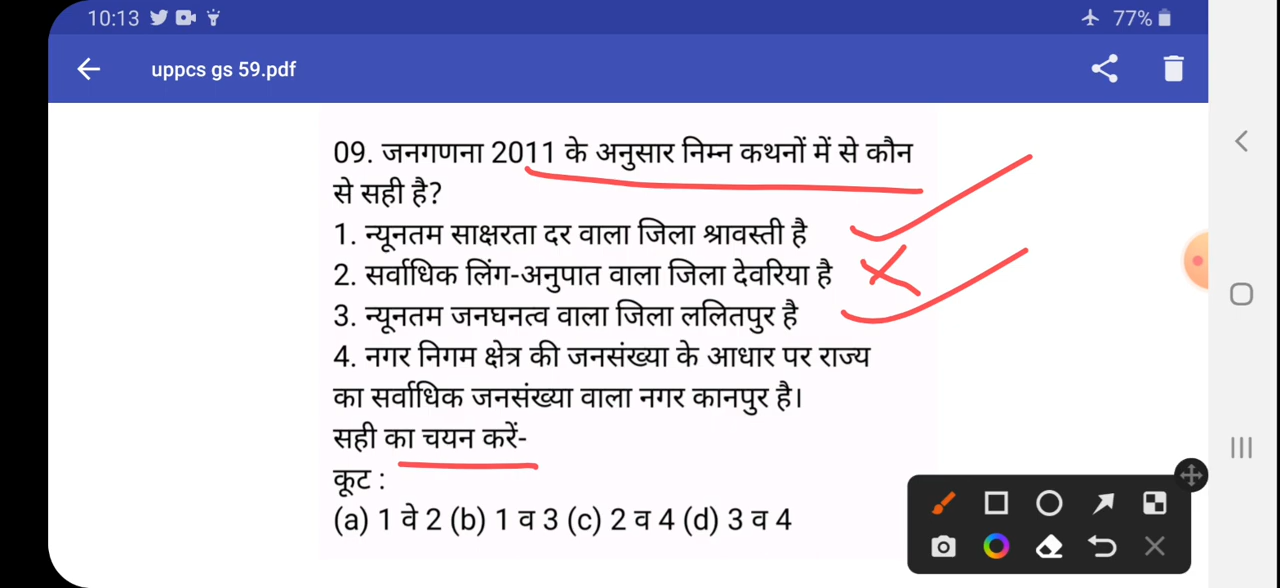 10:13
77%
uppcs gs 59.pdf
09. जनगणना 2011 के अनुसार निम्न कथनों में से कौन
से सही है?
1. न्यूनतम साक्षरता दर वाला जिला श्रावस्ती है
2. सर्वाधिक लिंग-अनुपात वाला जिला देवरिया है
3. न्यूनतम जनघनत्व वाला जिला ललितपुर है
4. नगर निगम क्षेत्र की जनसंख्या के आधार पर राज्य
का सर्वाधिक जनसंख्या वाला नगर कानपुर है।
सही का चयन करें-
कूट :
(a) 1 वे 2 (b) 1 व 3 (c) 2 व 4 (d) 3 व 4